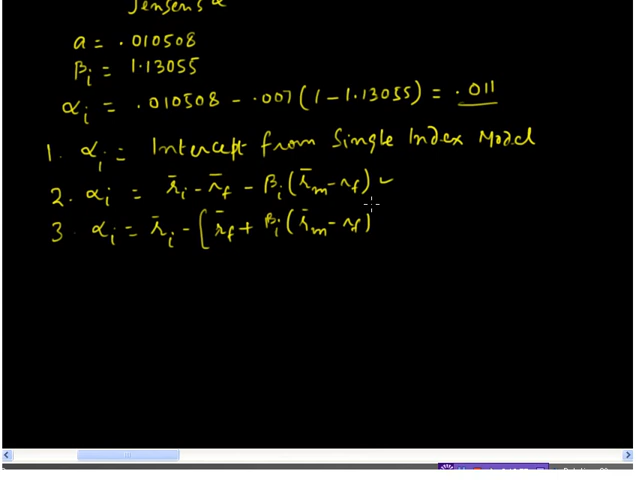 Jensens α
a = .010508
βi = 1.13055
αi = .010508 - .007 (1 - 1.13055) = .011
1. αi = Intercept from Single Index Model
2. αi = r̄i - r̄f - βi (r̄m - rf) ✓
3 αi = r̄i - [r̄f + βi (r̄m - rf)